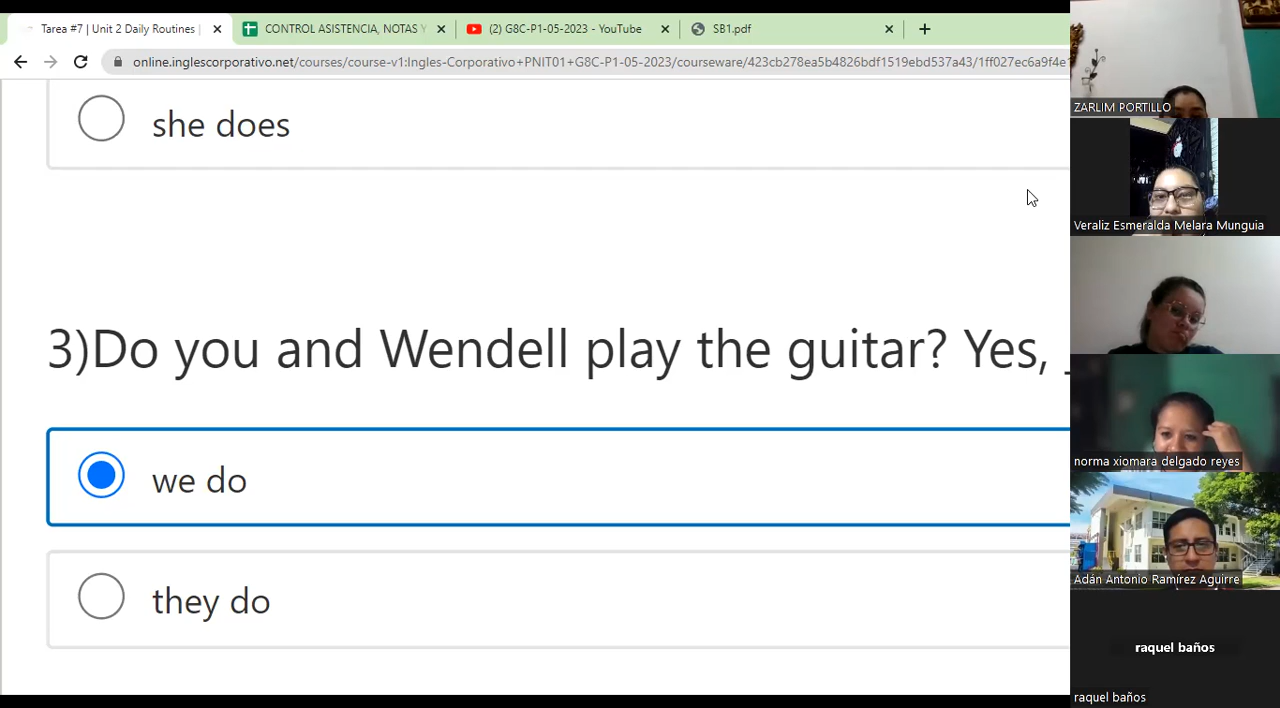 Tarea #7 | Unit 2 Daily Routines |
CONTROL ASISTENCIA, NOTAS Y
(2) G8C-P1-05-2023 - YouTube
SB1.pdf
online.inglescorporativo.net/courses/course-v1:Ingles-Corporativo+PNIT01+G8C-P1-05-2023/courseware/423cb278ea5b4826bdf1519ebd537a43/1ff027ec6a9f4e
she does
3)Do you and Wendell play the guitar? Yes, _
we do
they do
ZARLIM PORTILLO
Veraliz Esmeralda Melara Munguia
norma xiomara delgado reyes
Adán Antonio Ramírez Aguirre
raquel baños
raquel baños